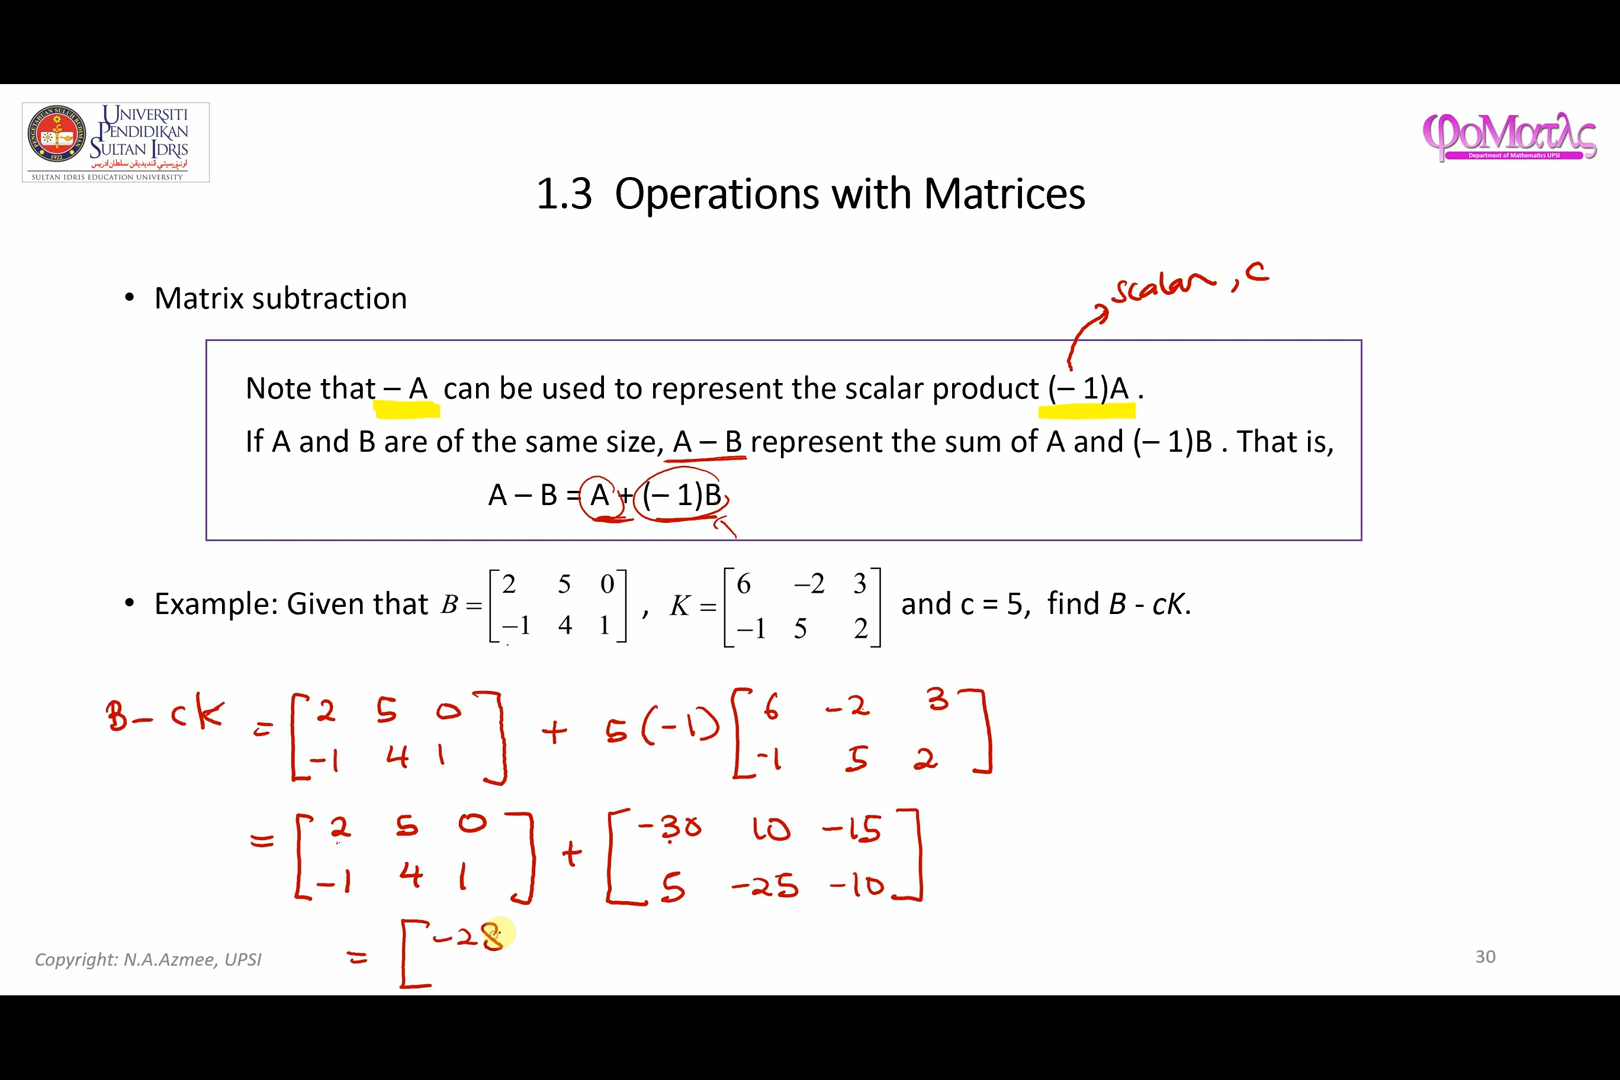 UNIVERSITI
PENDIDIKAN
SULTAN IDRIS
اونيۏرسيتي ڤنديديقن سلطان ادريس
SULTAN IDRIS EDUCATION UNIVERSITY
φοΜατλς
Department of Mathematics UPSI
1.3 Operations with Matrices
• Matrix subtraction
scalar, c
Note that – A can be used to represent the scalar product (– 1)A .
If A and B are of the same size, A – B represent the sum of A and (– 1)B . That is,
A – B = A + (– 1)B,
• Example: Given that B = [2 5 0; −1 4 1] , K = [6 −2 3; −1 5 2] and c = 5, find B - cK.
B - cK = [2 5 0; -1 4 1] + 5(-1) [6 -2 3; -1 5 2]
= [2 5 0; -1 4 1] + [-30 10 -15; 5 -25 -10]
= [-28
Copyright: N.A.Azmee, UPSI
30